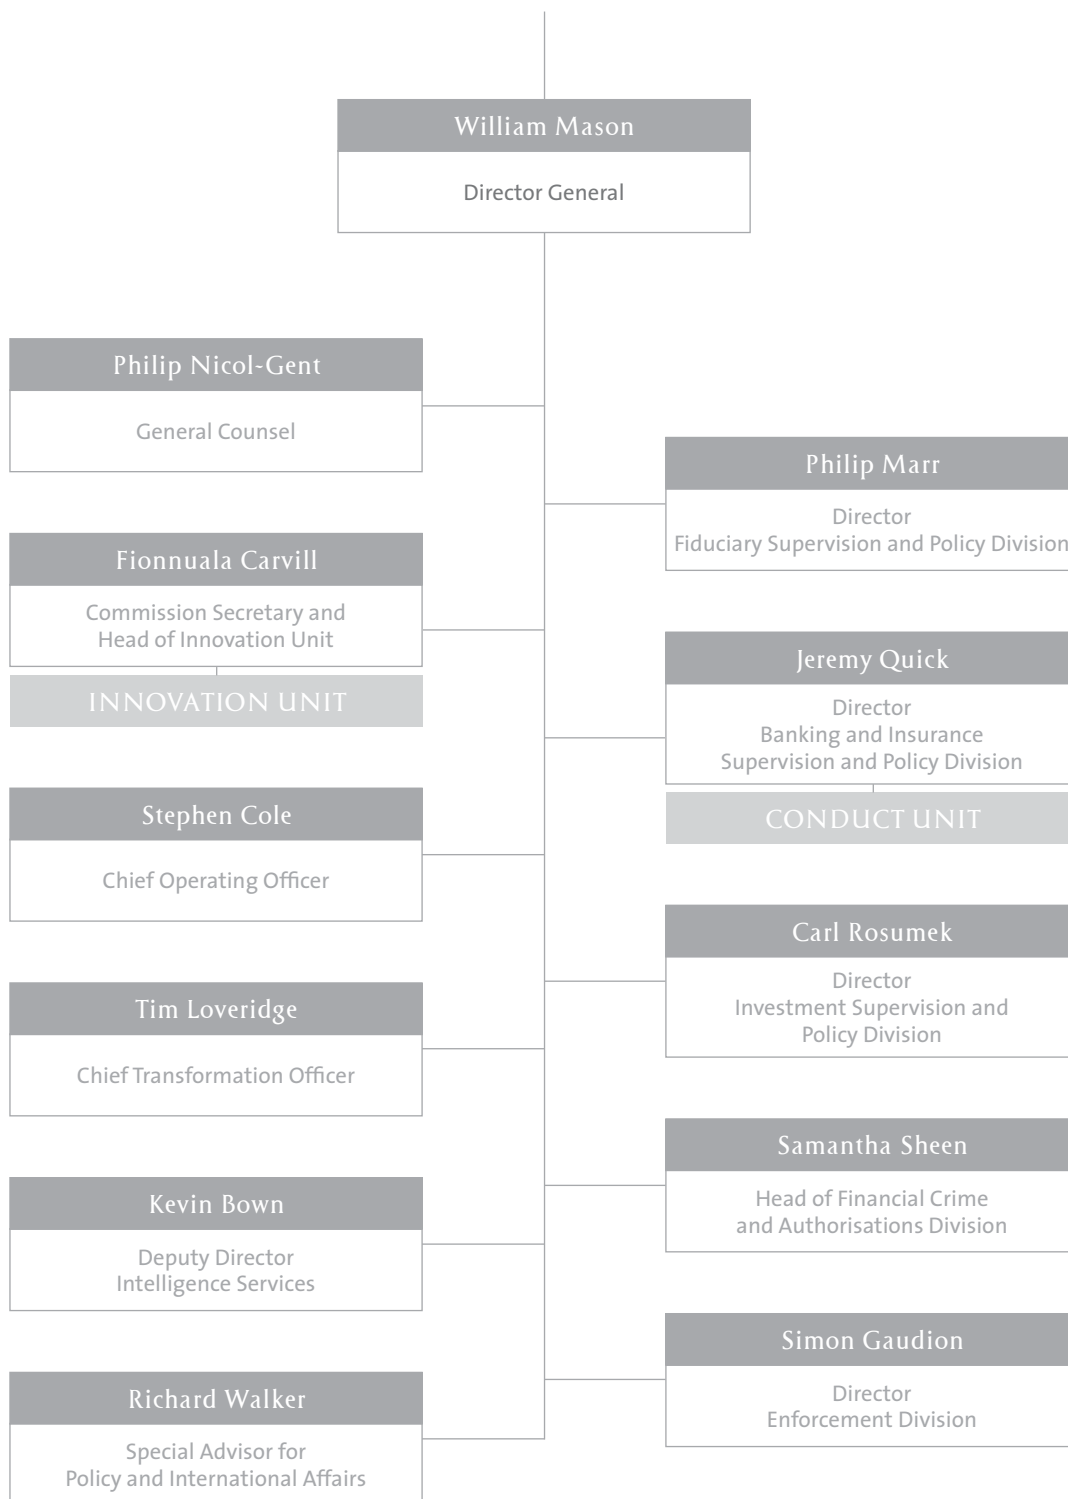 William Mason
Director General
Philip Nicol-Gent
General Counsel
Fionnuala Carvill
Commission Secretary and
Head of Innovation Unit
INNOVATION UNIT
Stephen Cole
Chief Operating Officer
Tim Loveridge
Chief Transformation Officer
Kevin Bown
Deputy Director
Intelligence Services
Richard Walker
Special Advisor for
Policy and International Affairs
Philip Marr
Director
Fiduciary Supervision and Policy Division
Jeremy Quick
Director
Banking and Insurance
Supervision and Policy Division
CONDUCT UNIT
Carl Rosumek
Director
Investment Supervision and
Policy Division
Samantha Sheen
Head of Financial Crime
and Authorisations Division
Simon Gaudion
Director
Enforcement Division